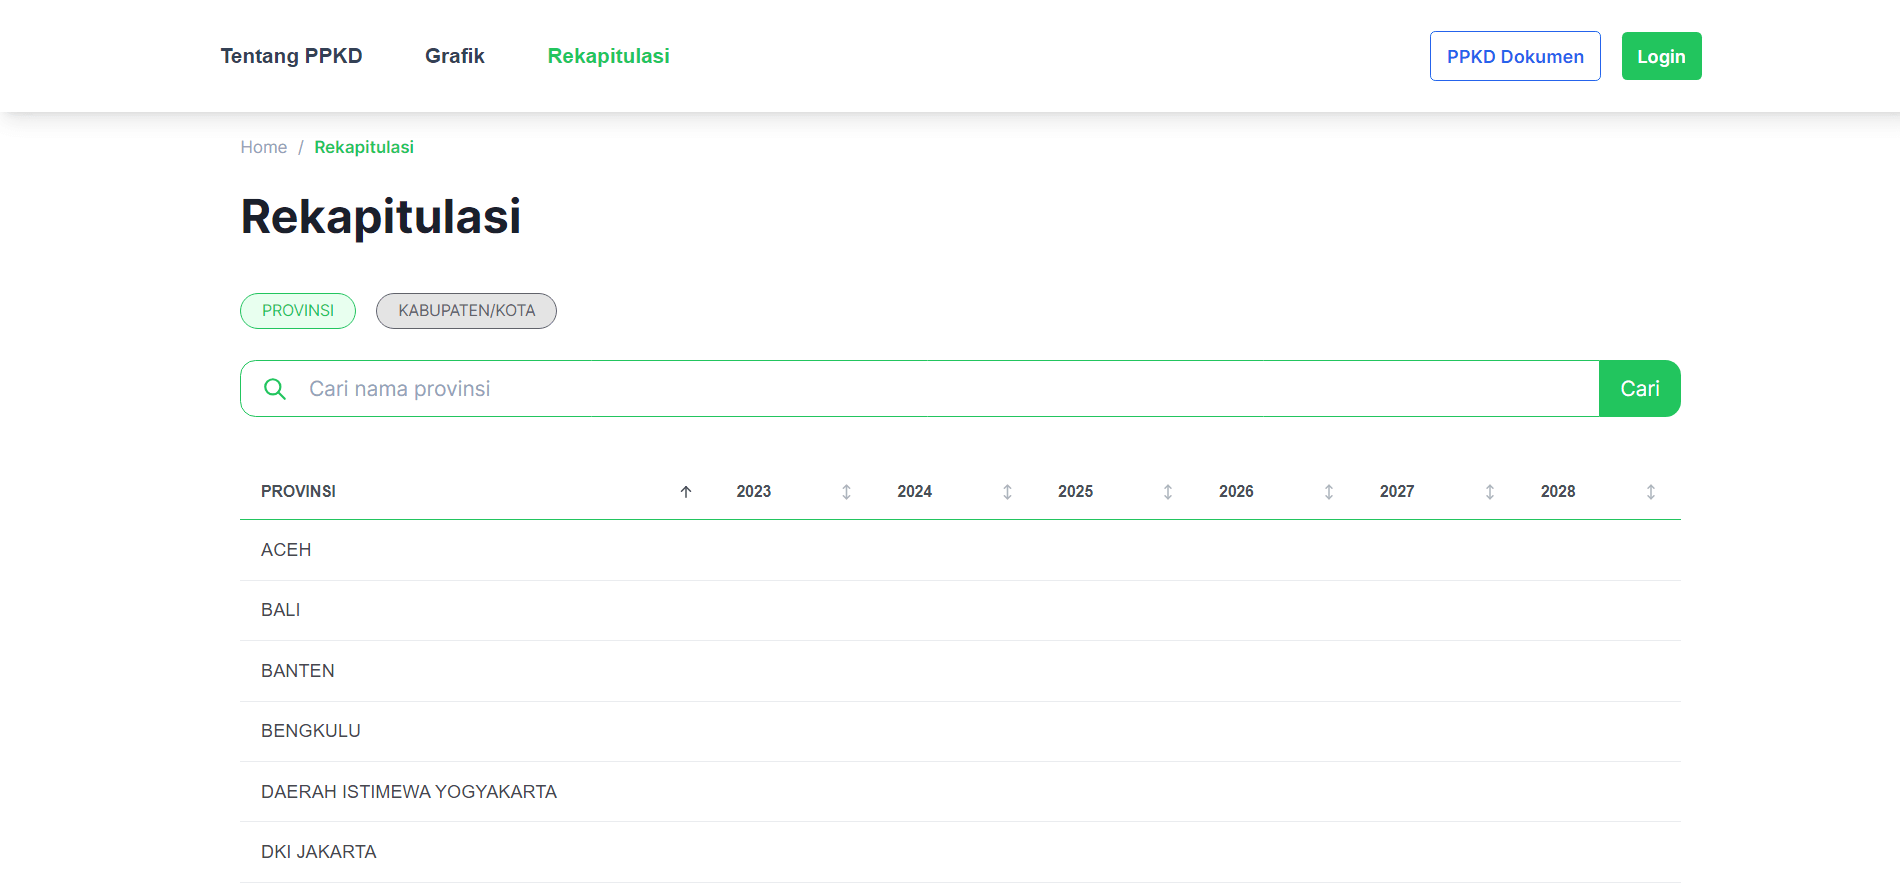 Tentang PPKD Grafik Rekapitulasi PPKD Dokumen Login
Home / Rekapitulasi
Rekapitulasi
PROVINSI KABUPATEN/KOTA
Cari nama provinsi Cari
PROVINSI 2023 2024 2025 2026 2027 2028
ACEH
BALI
BANTEN
BENGKULU
DAERAH ISTIMEWA YOGYAKARTA
DKI JAKARTA